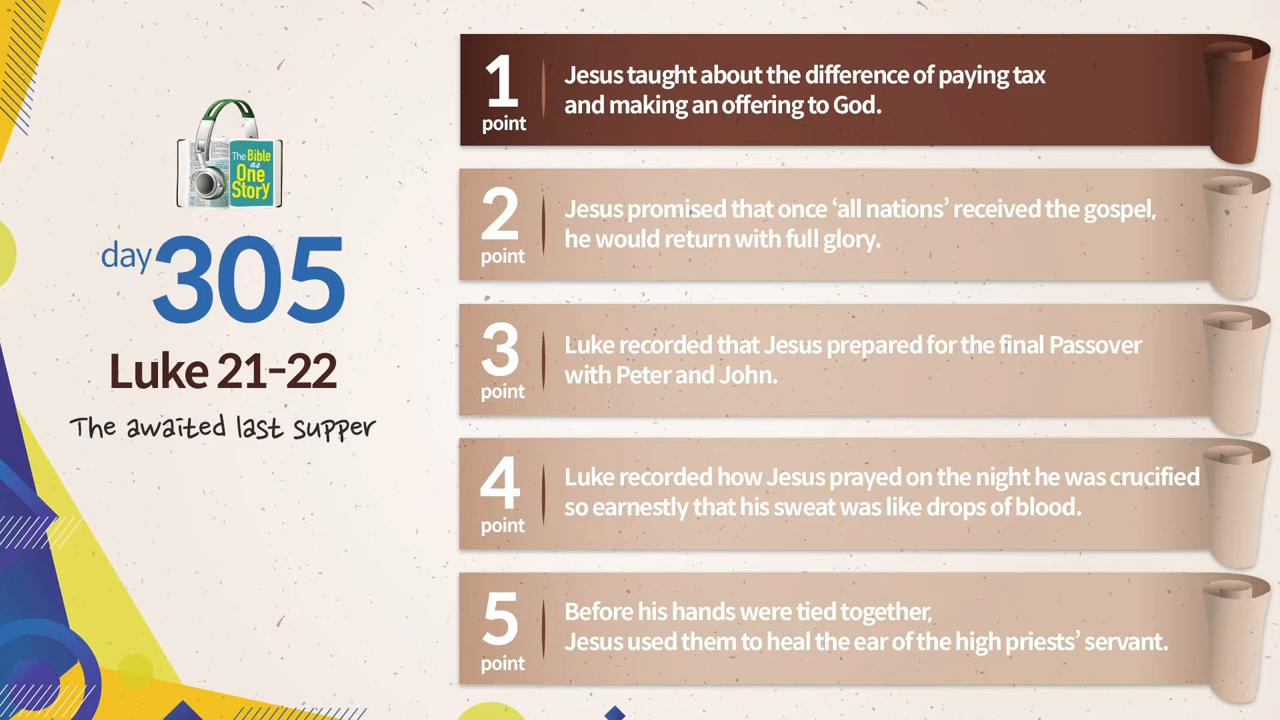 The Bible
as
One
Story
day 305
Luke 21-22
The awaited last supper
1
point
Jesus taught about the difference of paying tax
and making an offering to God.
2
point
Jesus promised that once ‘all nations’ received the gospel,
he would return with full glory.
3
point
Luke recorded that Jesus prepared for the final Passover
with Peter and John.
4
point
Luke recorded how Jesus prayed on the night he was crucified
so earnestly that his sweat was like drops of blood.
5
point
Before his hands were tied together,
Jesus used them to heal the ear of the high priests’ servant.